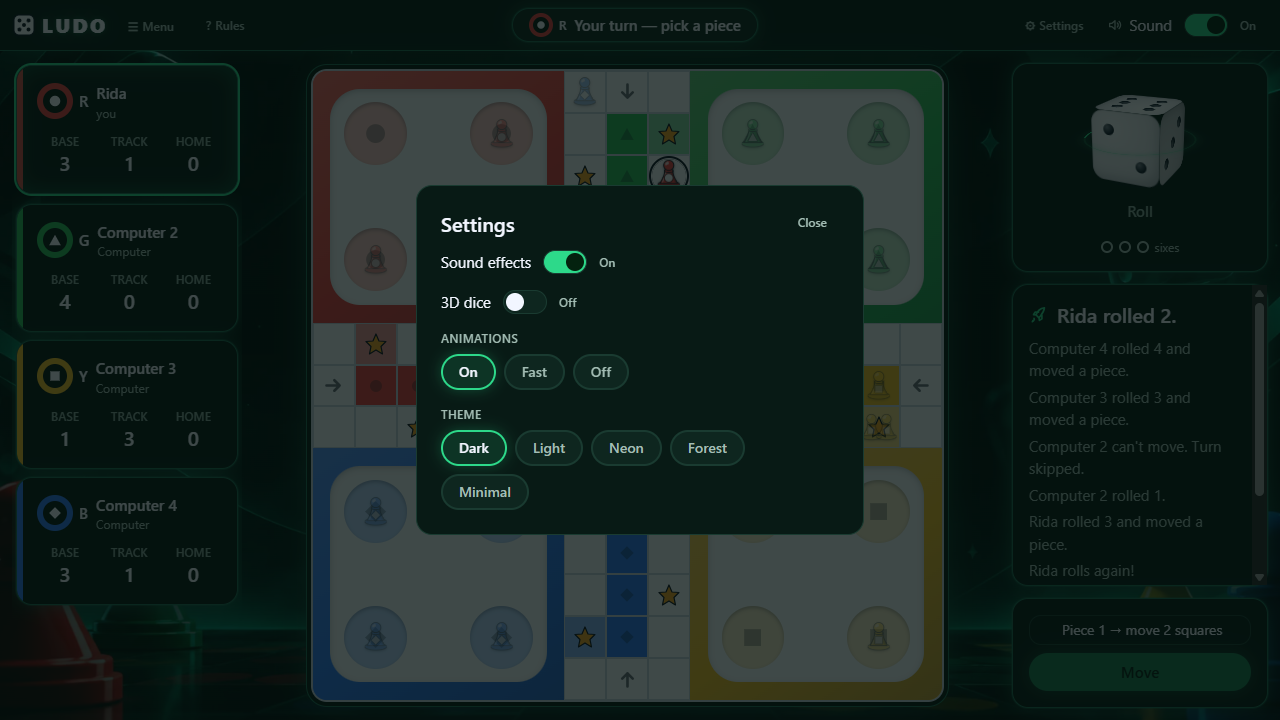 LUDO
☰ Menu
? Rules
R Your turn — pick a piece
⚙ Settings
Sound
On
R Rida
you
BASE TRACK HOME
3 1 0
G Computer 2
Computer
BASE TRACK HOME
4 0 0
Y Computer 3
Computer
BASE TRACK HOME
1 3 0
B Computer 4
Computer
BASE TRACK HOME
3 1 0
Settings
Close
Sound effects On
3D dice Off
ANIMATIONS
On Fast Off
THEME
Dark Light Neon Forest
Minimal
Roll
sixes
Rida rolled 2.
Computer 4 rolled 4 and
moved a piece.
Computer 3 rolled 3 and
moved a piece.
Computer 2 can't move. Turn
skipped.
Computer 2 rolled 1.
Rida rolled 3 and moved a
piece.
Rida rolls again!
Piece 1 → move 2 squares
Move